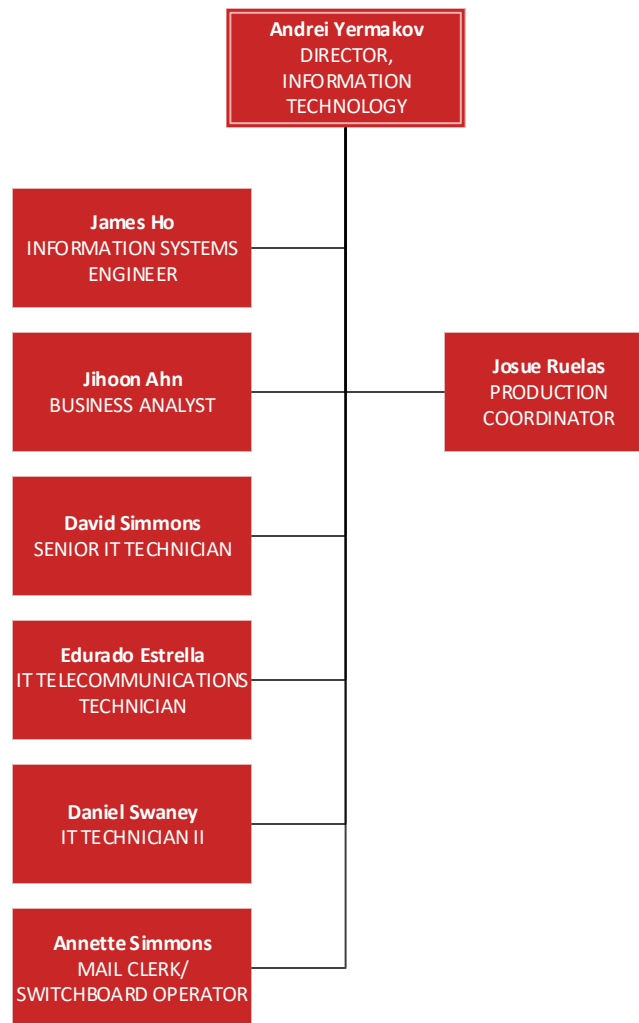 Andrei Yermakov
DIRECTOR,
INFORMATION
TECHNOLOGY
James Ho
INFORMATION SYSTEMS
ENGINEER
Jihoon Ahn
BUSINESS ANALYST
Josue Ruelas
PRODUCTION
COORDINATOR
David Simmons
SENIOR IT TECHNICIAN
Edurado Estrella
IT TELECOMMUNICATIONS
TECHNICIAN
Daniel Swaney
IT TECHNICIAN II
Annette Simmons
MAIL CLERK/
SWITCHBOARD OPERATOR